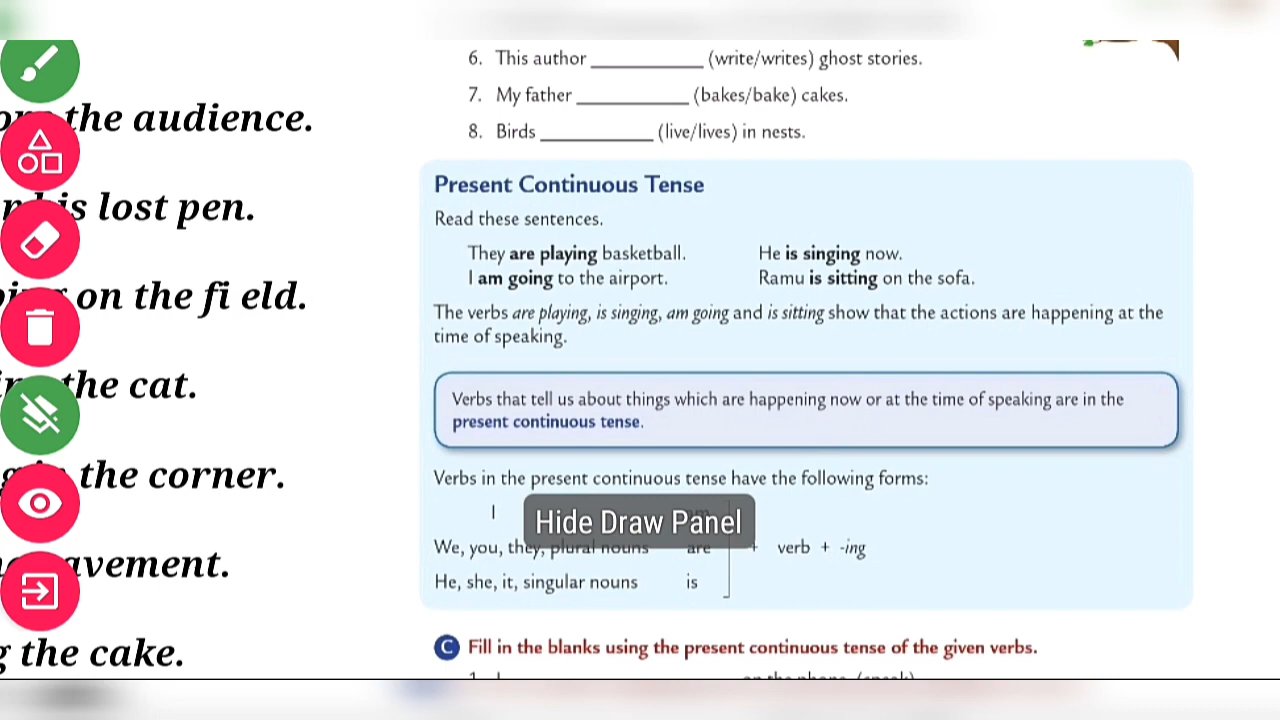 the audience.
is lost pen.
on the fi eld.
the cat.
the corner.
avement.
the cake.
6. This author ____________ (write/writes) ghost stories.
7. My father ____________ (bakes/bake) cakes.
8. Birds ____________ (live/lives) in nests.
Present Continuous Tense
Read these sentences.
They are playing basketball. He is singing now.
I am going to the airport. Ramu is sitting on the sofa.
The verbs are playing, is singing, am going and is sitting show that the actions are happening at the
time of speaking.
Verbs that tell us about things which are happening now or at the time of speaking are in the
present continuous tense.
Verbs in the present continuous tense have the following forms:
I am
Hide Draw Panel
We, you, they, plural nouns are + verb + -ing
He, she, it, singular nouns is
C Fill in the blanks using the present continuous tense of the given verbs.
1. I on the phone. (speak)